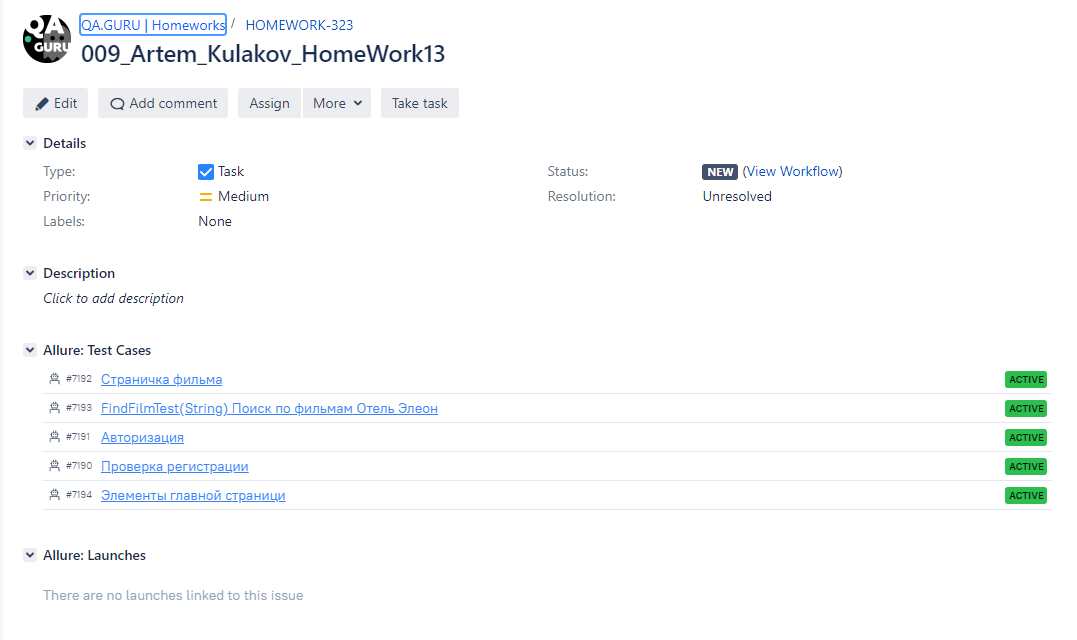 QA GURU
QA.GURU | Homeworks / HOMEWORK-323
009_Artem_Kulakov_HomeWork13
Edit Add comment Assign More Take task
Details
Type: Task Status: NEW (View Workflow)
Priority: Medium Resolution: Unresolved
Labels: None
Description
Click to add description
Allure: Test Cases
#7192 Страничка фильма ACTIVE
#7193 FindFilmTest(String) Поиск по фильмам Отель Элеон ACTIVE
#7191 Авторизация ACTIVE
#7190 Проверка регистрации ACTIVE
#7194 Элементы главной страници ACTIVE
Allure: Launches
There are no launches linked to this issue